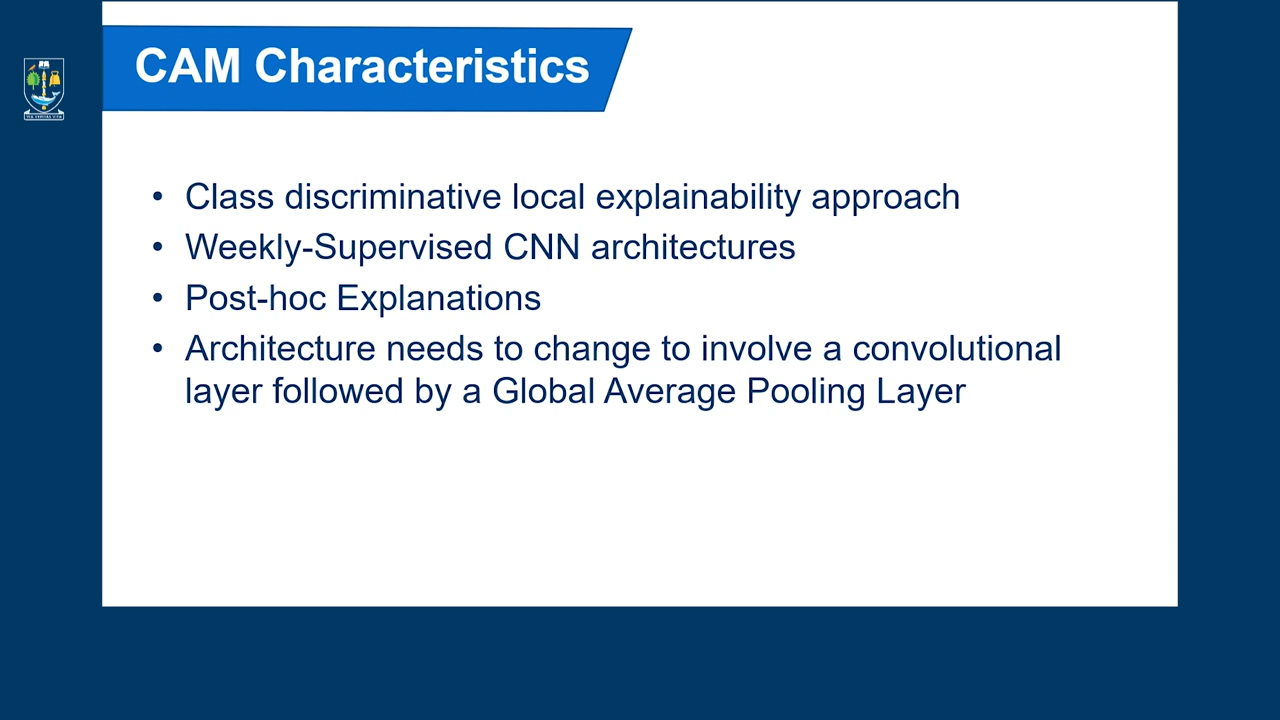 CAM Characteristics
• Class discriminative local explainability approach
• Weekly-Supervised CNN architectures
• Post-hoc Explanations
• Architecture needs to change to involve a convolutional
layer followed by a Global Average Pooling Layer